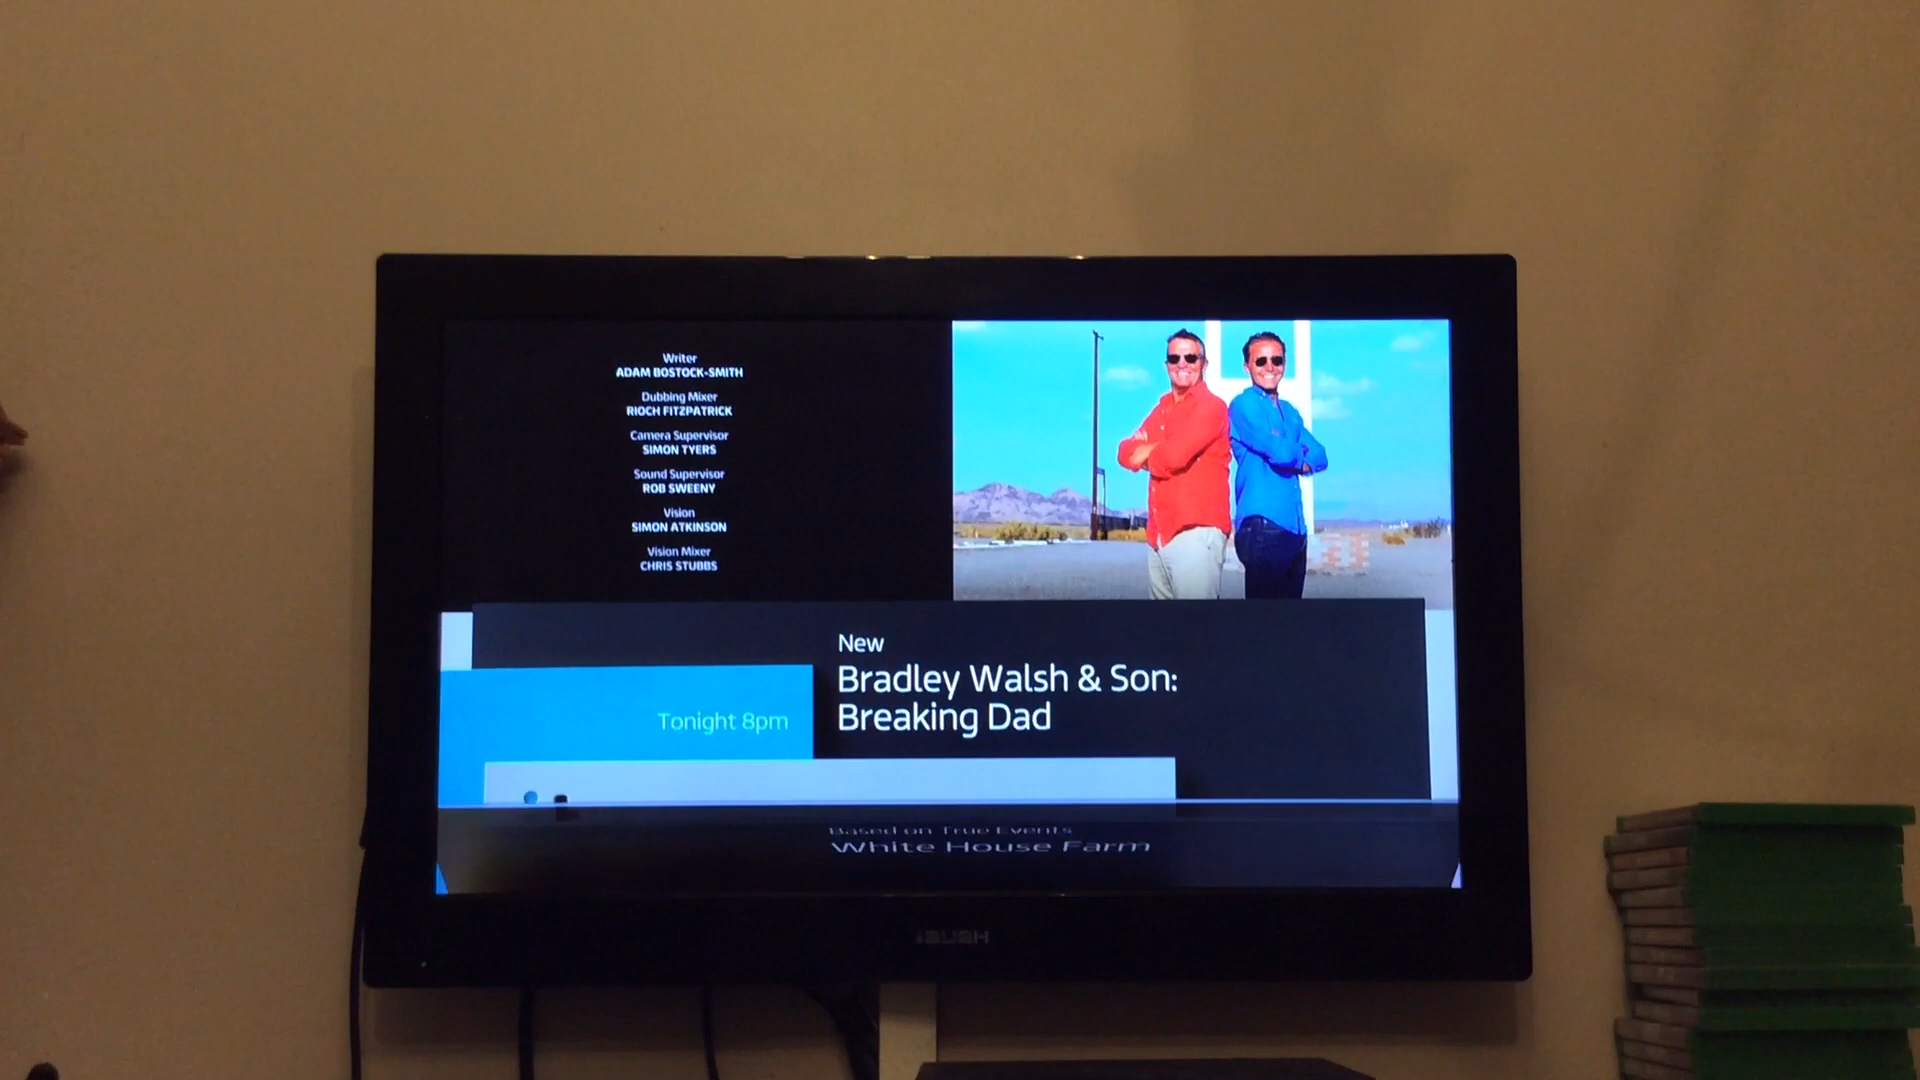 Writer
ADAM BOSTOCK-SMITH
Dubbing Mixer
RIOCH FITZPATRICK
Camera Supervisor
SIMON TYERS
Sound Supervisor
ROB SWEENY
Vision
SIMON ATKINSON
Vision Mixer
CHRIS STUBBS
New
Bradley Walsh & Son:
Breaking Dad
Tonight 8pm
Based on True Events
White House Farm
BUSH